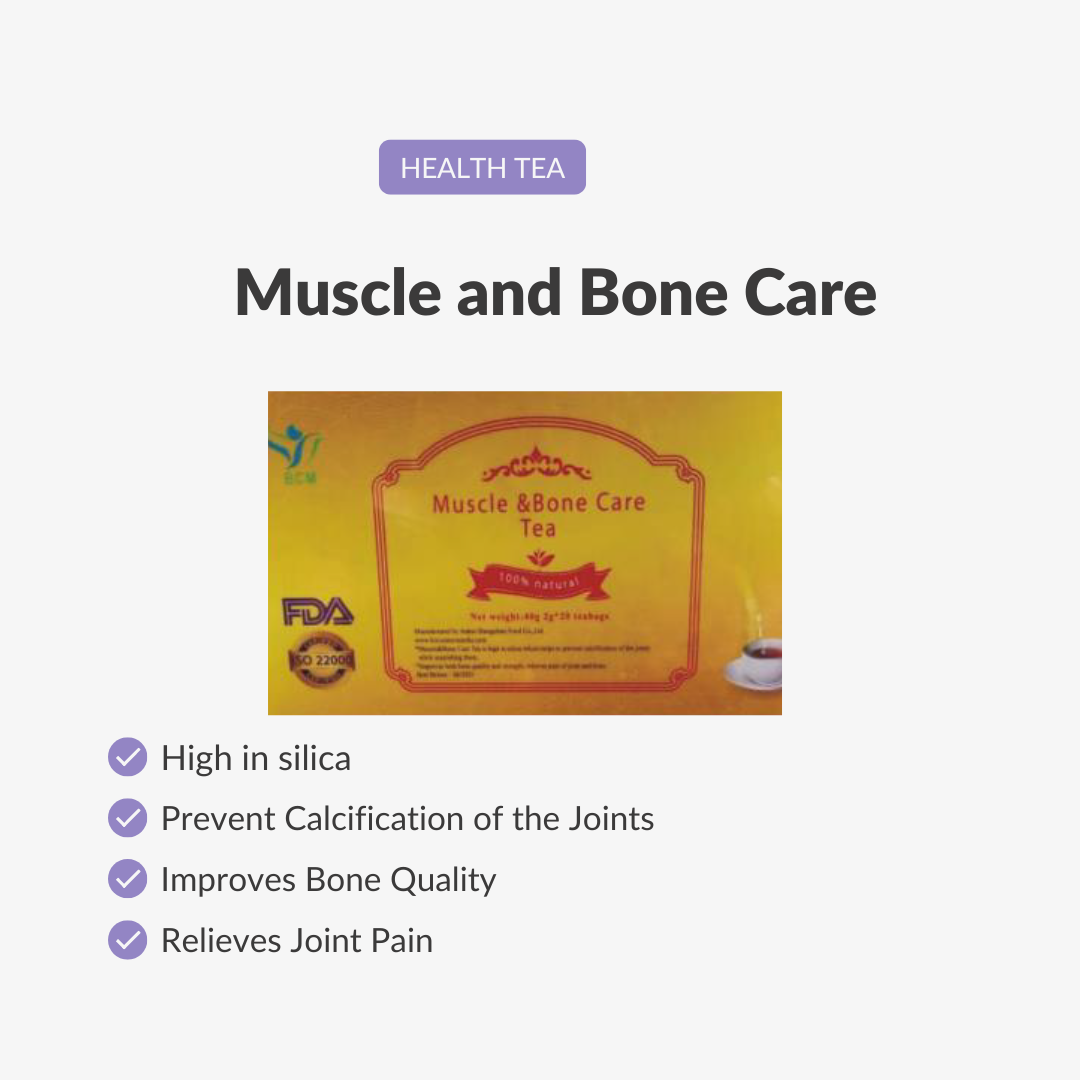 HEALTH TEA
Muscle and Bone Care
BCM
Muscle &Bone Care
Tea
100% natural
Net weight:40g 2g*20 teabags
FDA
ISO 22000
High in silica
Prevent Calcification of the Joints
Improves Bone Quality
Relieves Joint Pain